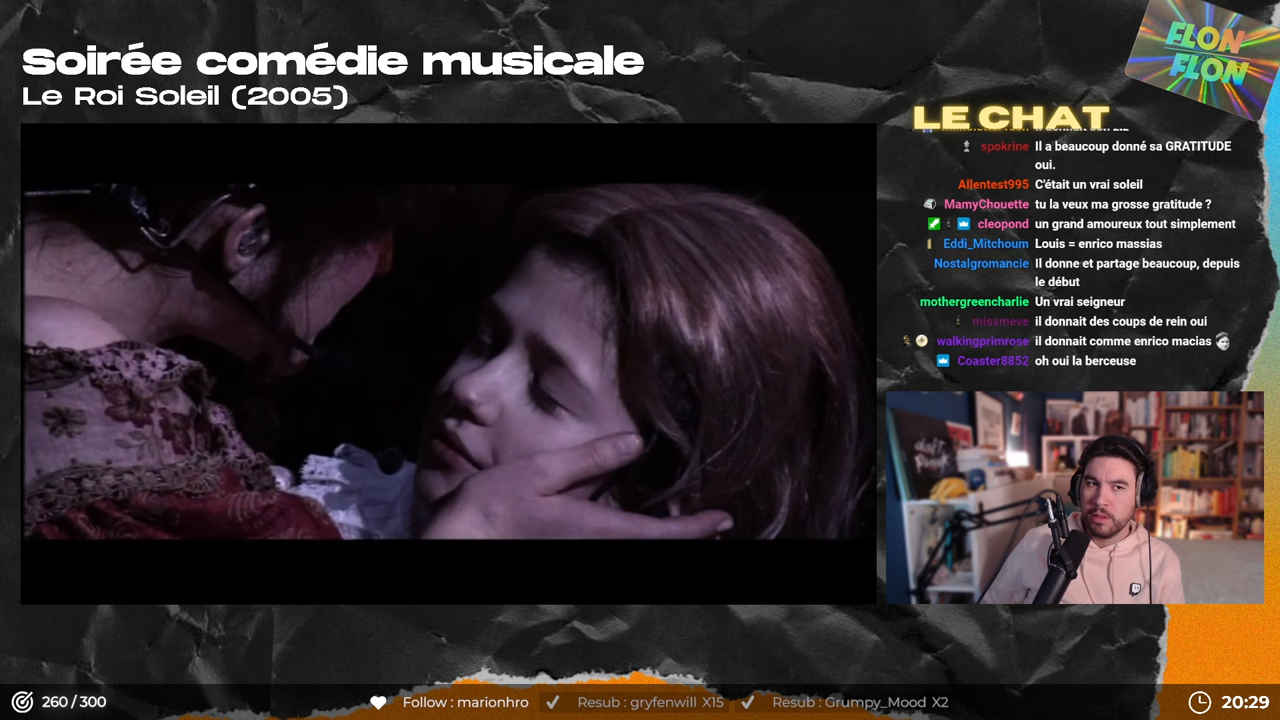 Soirée comédie musicale
Le Roi Soleil (2005)
FLON
FLON
LE CHAT
spokrine Il a beaucoup donné sa GRATITUDE
oui.
Allentest995 C'était un vrai soleil
MamyChouette tu la veux ma grosse gratitude ?
cleopond un grand amoureux tout simplement
Eddi_Mitchoum Louis = enrico massias
Nostalgromancie Il donne et partage beaucoup, depuis
le début
mothergreencharlie Un vrai seigneur
missmeve il donnait des coups de rein oui
walkingprimrose il donnait comme enrico macias
Coaster8852 oh oui la berceuse
260 / 300
Follow : marionhro
Resub : gryfenwill X15
Resub : Grumpy_Mood X2
20:29